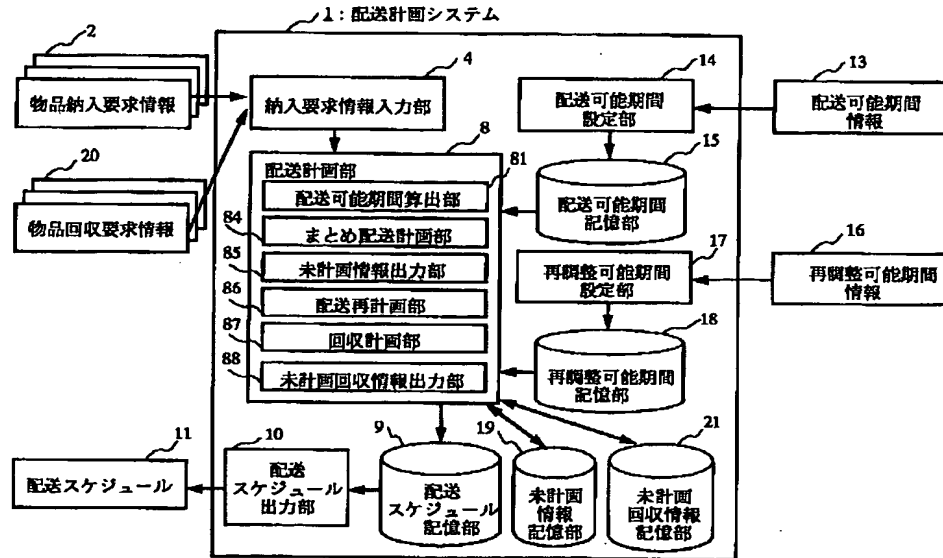 1：配送計画システム
2
物品納入要求情報
20
物品回収要求情報
4
納入要求情報入力部
8
配送計画部
81
配送可能期間算出部
84
まとめ配送計画部
85
未計画情報出力部
86
配送再計画部
87
回収計画部
88
未計画回収情報出力部
14
配送可能期間
設定部
13
配送可能期間
情報
15
配送可能期間
記憶部
17
再調整可能期間
設定部
16
再調整可能期間
情報
18
再調整可能期間
記憶部
11
配送スケジュール
10
配送
スケジュール
出力部
9
配送
スケジュール
記憶部
19
未計画
情報
記憶部
21
未計画
回収情報
記憶部